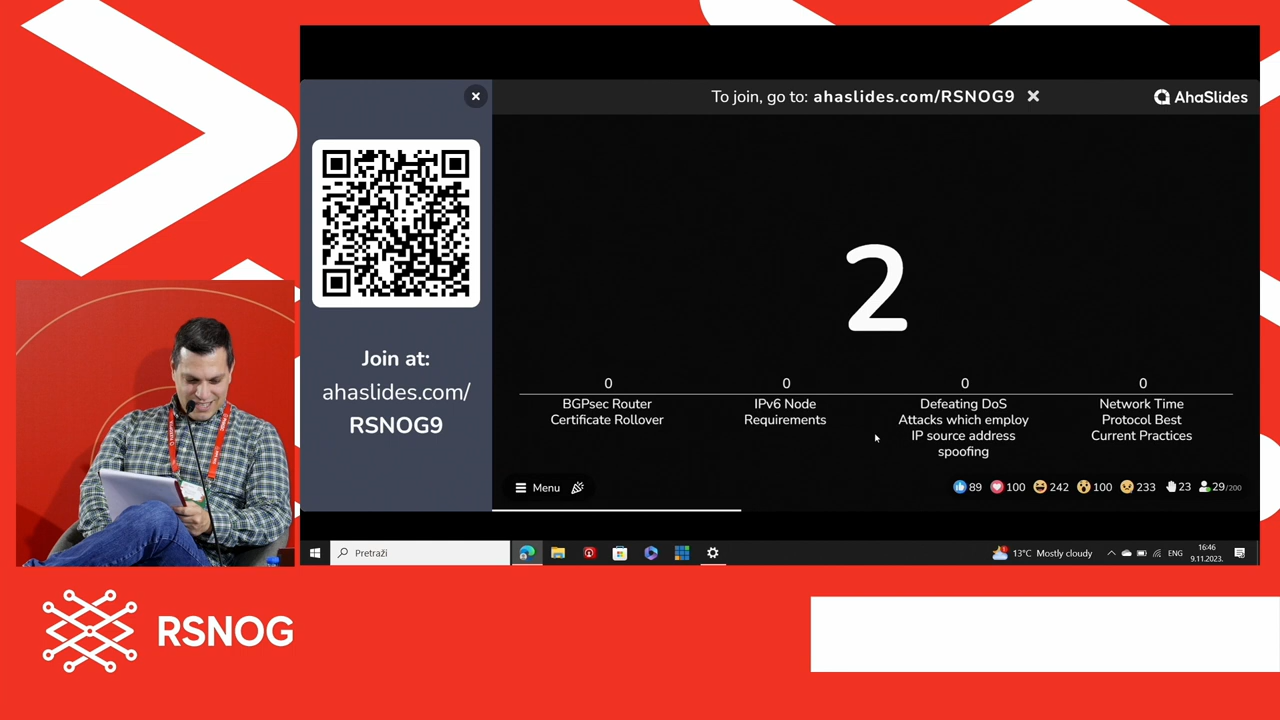 To join, go to: ahaslides.com/RSNOG9
AhaSlides
Join at:
ahaslides.com/
RSNOG9
2
0
0
0
0
BGPsec Router
Certificate Rollover
IPv6 Node
Requirements
Defeating DoS
Attacks which employ
IP source address
spoofing
Network Time
Protocol Best
Current Practices
Menu
89
100
242
100
233
23
29/200
Pretraži
13°C Mostly cloudy
ENG
16:46
9.11.2023.
RSNOG